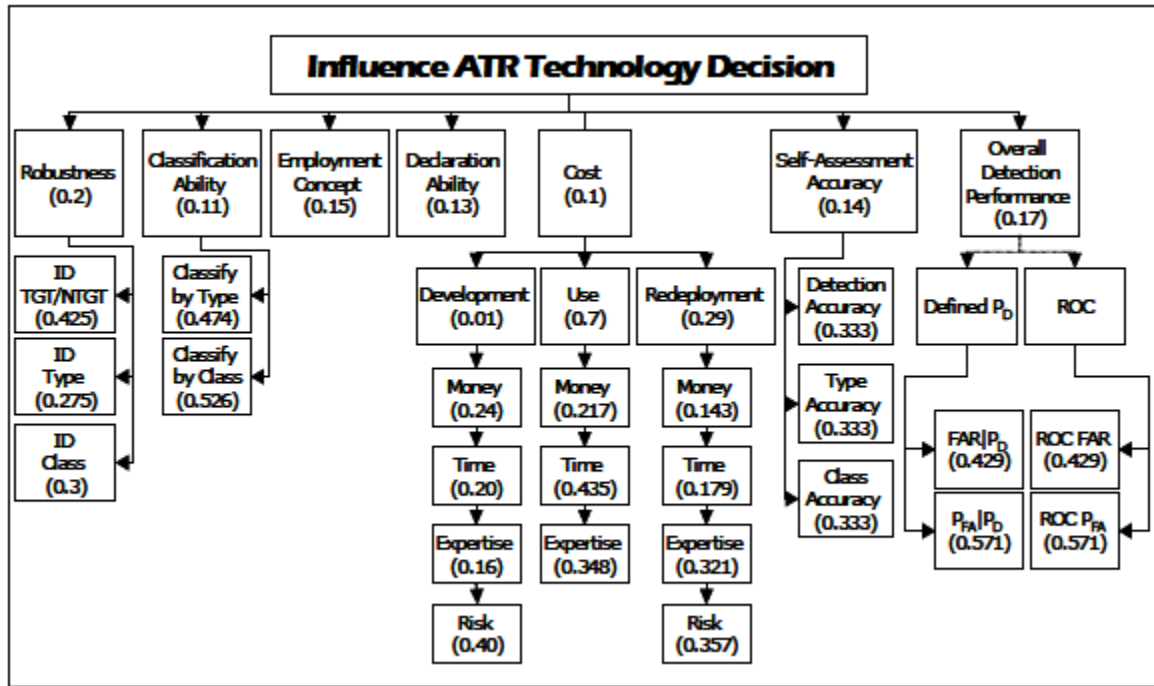 Influence ATR Technology Decision
Robustness
(0.2)
Classification
Ability
(0.11)
Employment
Concept
(0.15)
Declaration
Ability
(0.13)
Cost
(0.1)
Self-Assessment
Accuracy
(0.14)
Overall
Detection
Performance
(0.17)
ID
TGT/NTGT
(0.425)
ID
Type
(0.275)
ID
Class
(0.3)
Classify
by Type
(0.474)
Classify
by Class
(0.526)
Development
(0.01)
Use
(0.7)
Redeployment
(0.29)
Money
(0.24)
Time
(0.20)
Expertise
(0.16)
Risk
(0.40)
Money
(0.217)
Time
(0.435)
Expertise
(0.348)
Money
(0.143)
Time
(0.179)
Expertise
(0.321)
Risk
(0.357)
Detection
Accuracy
(0.333)
Type
Accuracy
(0.333)
Class
Accuracy
(0.333)
Defined P_D
ROC
FAR|P_D
(0.429)
P_FA|P_D
(0.571)
ROC FAR
(0.429)
ROC P_FA
(0.571)